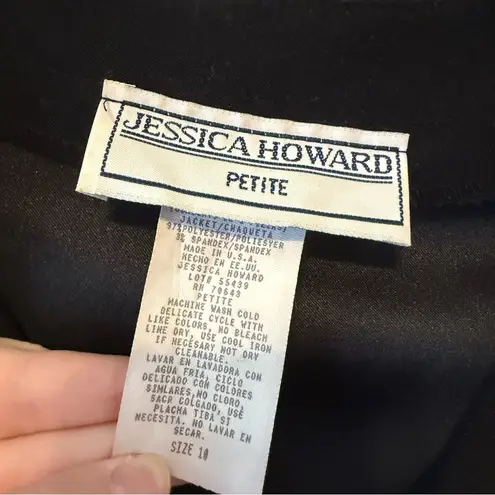 JESSICA HOWARD
PETITE
JACKET/CHAQUETA
97%POLYESTER/POLIESTER
3% SPANDEX/SPANDEX
MADE IN U.S.A.
HECHO EN EE.UU.
JESSICA HOWARD
LOT# 55439
RN 70643
PETITE
MACHINE WASH COLD
DELICATE CYCLE WITH
LIKE COLORS, NO BLEACH
LINE DRY, USE COOL IRON
IF NECESARY NOT DRY
CLEANABLE.
LAVAR EN LAVADORA CON
AGUA FRIA, CICLO
DELICADO CON COLORES
SIMLARES,NO CLORO,
SACR COLGADO, USE
PLACHA TIBA SI
NECESITA. NO LAVAR EN
SECAR.
SIZE 10